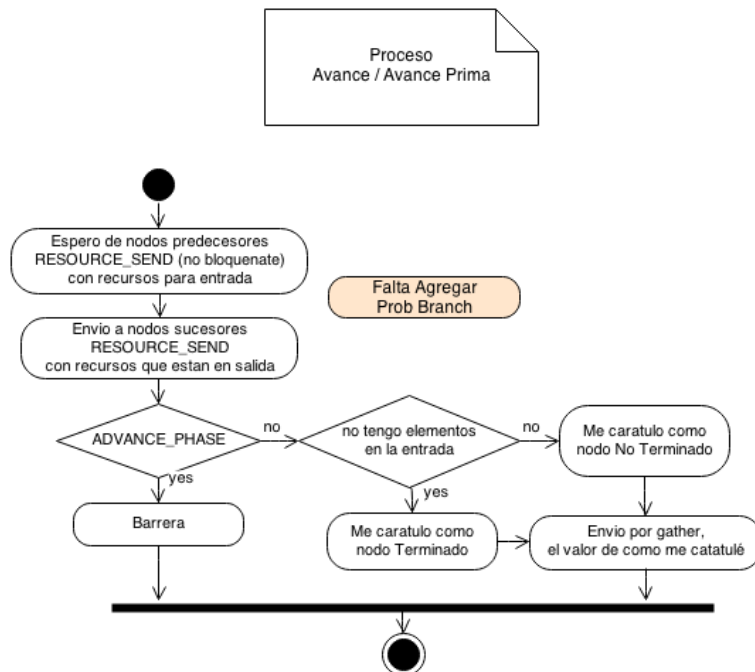 Proceso
Avance / Avance Prima
Espero de nodos predecesores
RESOURCE_SEND (no bloquenate)
con recursos para entrada
Falta Agregar
Prob Branch
Envio a nodos sucesores
RESOURCE_SEND
con recursos que estan en salida
ADVANCE_PHASE
no
no tengo elementos
en la entrada
no
Me caratulo como
nodo No Terminado
yes
yes
Barrera
Me caratulo como
nodo Terminado
Envio por gather,
el valor de como me catatulé